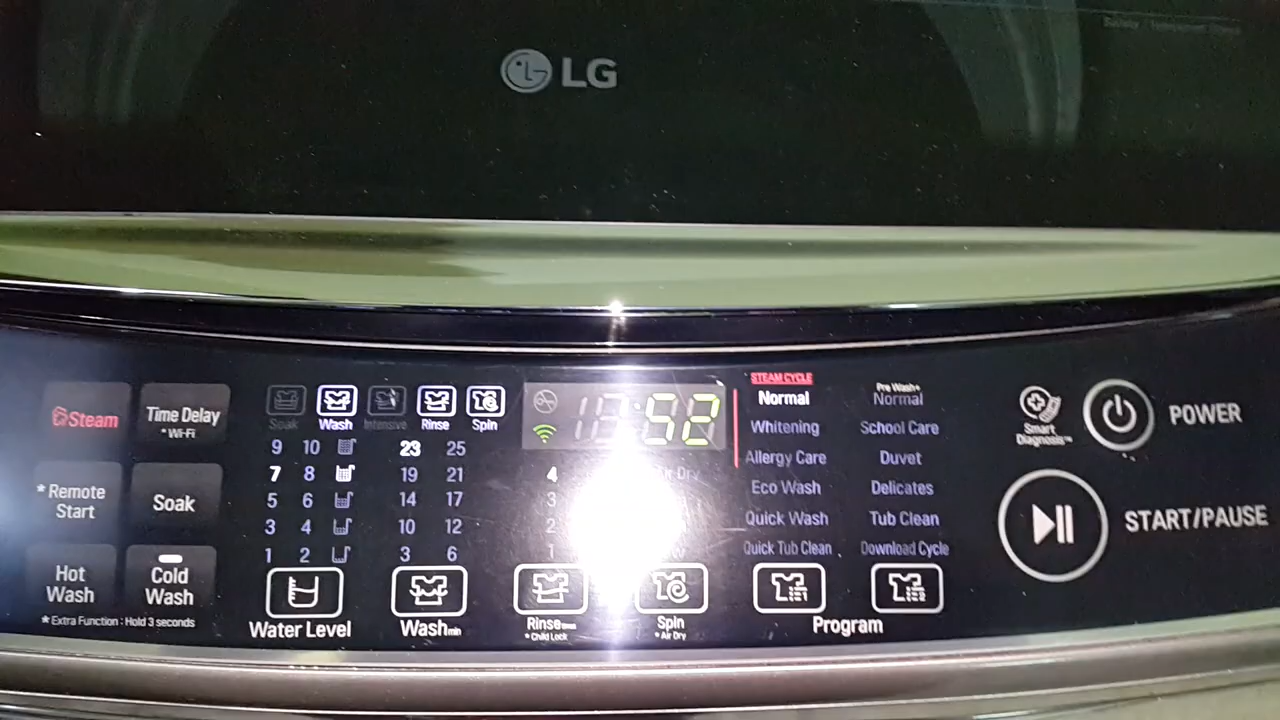 LG
Steam
Time Delay
* Wi-Fi
* Remote
Start
Soak
Hot
Wash
Cold
Wash
* Extra Function : Hold 3 seconds
Soak Wash Intensive Rinse Spin
9 10
7 8
5 6
3 4
1 2
Water Level
23 25
19 21
14 17
10 12
3 6
Wash min
52
4
3
2
1
Rinse
* Child Lock
Spin
* Air Dry
STEAM CYCLE
Normal
Whitening
Allergy Care
Eco Wash
Quick Wash
Quick Tub Clean
Pre Wash+
Normal
School Care
Duvet
Delicates
Tub Clean
Download Cycle
Program
Smart
Diagnosis™
POWER
START/PAUSE